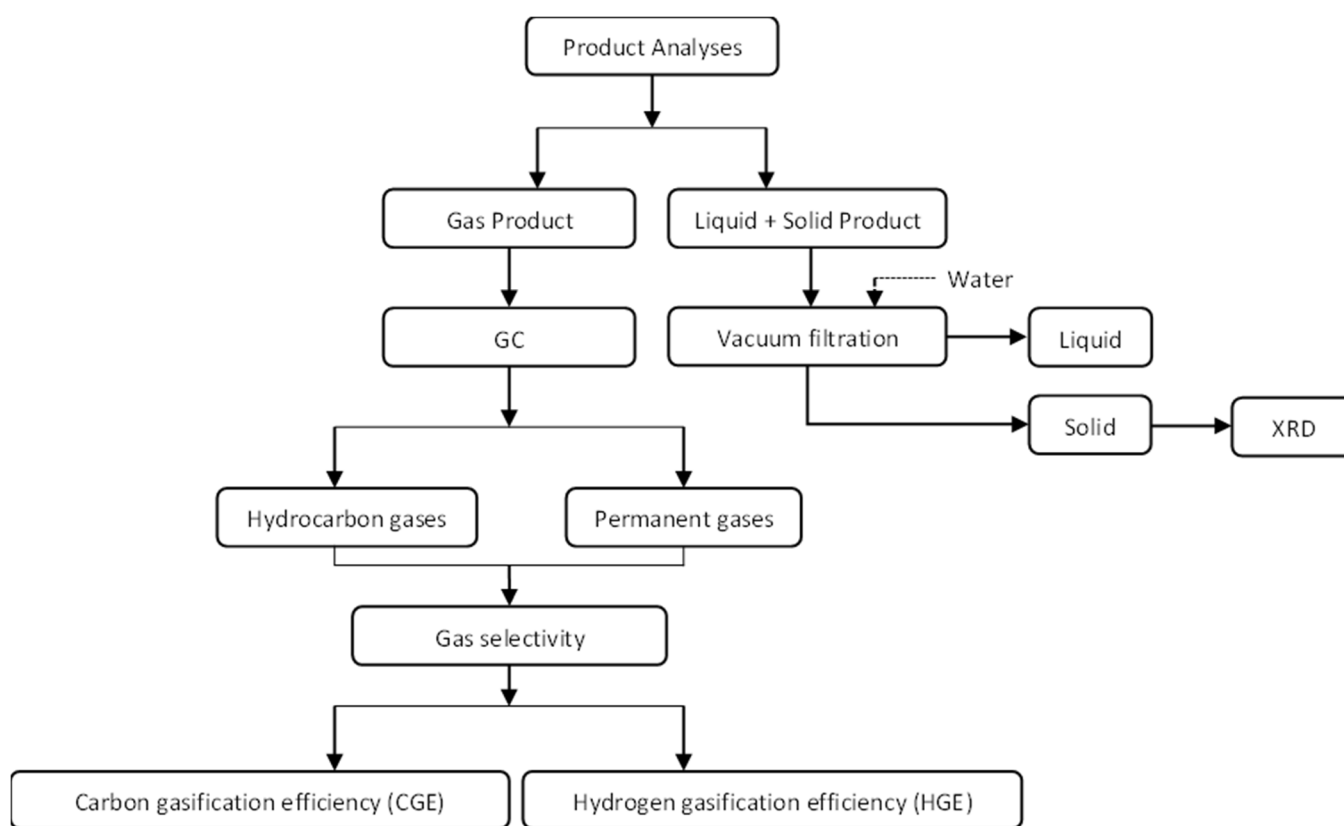 Product Analyses
Gas Product
Liquid + Solid Product
Water
GC
Vacuum filtration
Liquid
Solid
XRD
Hydrocarbon gases
Permanent gases
Gas selectivity
Carbon gasification efficiency (CGE)
Hydrogen gasification efficiency (HGE)